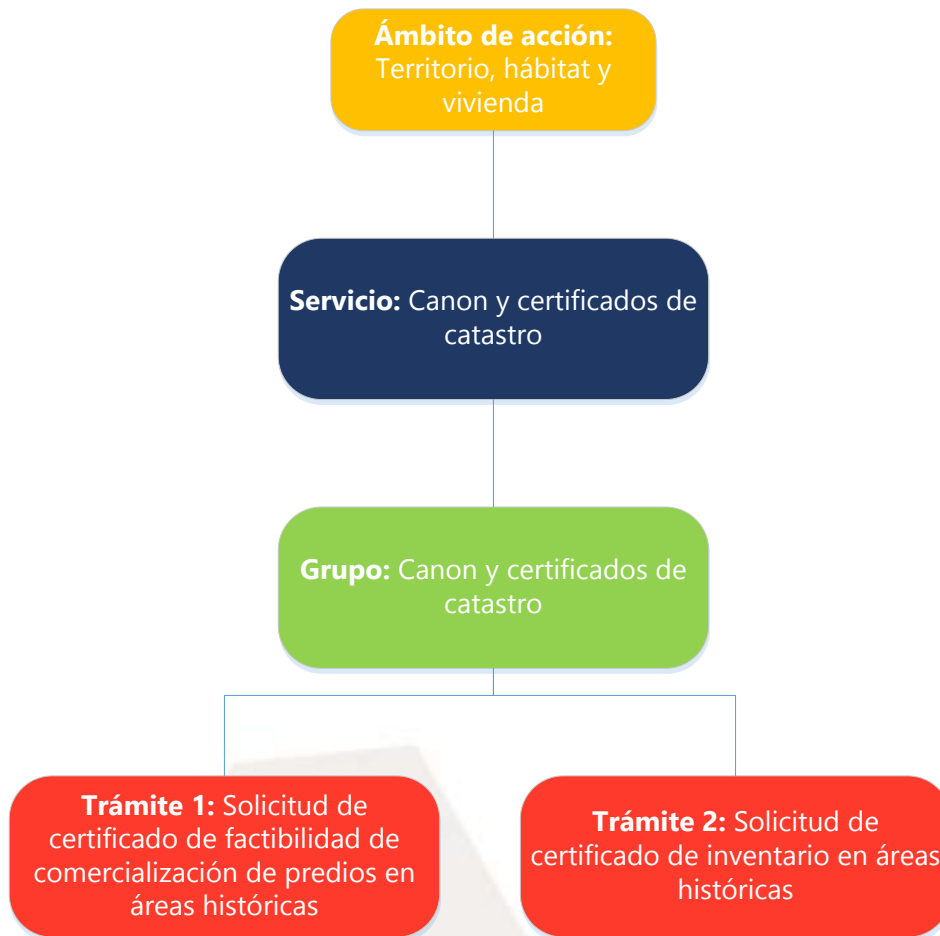 Ámbito de acción:
Territorio, hábitat y
vivienda
Servicio: Canon y certificados de
catastro
Grupo: Canon y certificados de
catastro
Trámite 1: Solicitud de
certificado de factibilidad de
comercialización de predios en
áreas históricas
Trámite 2: Solicitud de
certificado de inventario en áreas
históricas